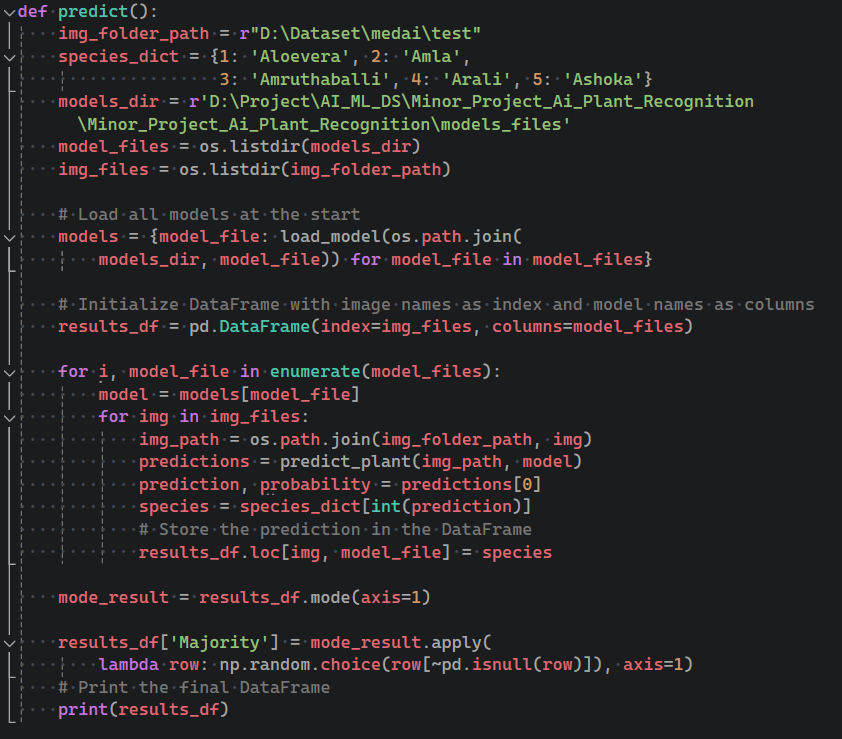 def predict():
    img_folder_path = r"D:\Dataset\medai\test"
    species_dict = {1: 'Aloevera', 2: 'Amla',
                    3: 'Amruthaballi', 4: 'Arali', 5: 'Ashoka'}
    models_dir = r'D:\Project\AI_ML_DS\Minor_Project_Ai_Plant_Recognition
      \Minor_Project_Ai_Plant_Recognition\models_files'
    model_files = os.listdir(models_dir)
    img_files = os.listdir(img_folder_path)

    # Load all models at the start
    models = {model_file: load_model(os.path.join(
        models_dir, model_file)) for model_file in model_files}

    # Initialize DataFrame with image names as index and model names as columns
    results_df = pd.DataFrame(index=img_files, columns=model_files)

    for i, model_file in enumerate(model_files):
        model = models[model_file]
        for img in img_files:
            img_path = os.path.join(img_folder_path, img)
            predictions = predict_plant(img_path, model)
            prediction, probability = predictions[0]
            species = species_dict[int(prediction)]
            # Store the prediction in the DataFrame
            results_df.loc[img, model_file] = species

    mode_result = results_df.mode(axis=1)

    results_df['Majority'] = mode_result.apply(
        lambda row: np.random.choice(row[~pd.isnull(row)]), axis=1)
    # Print the final DataFrame
    print(results_df)